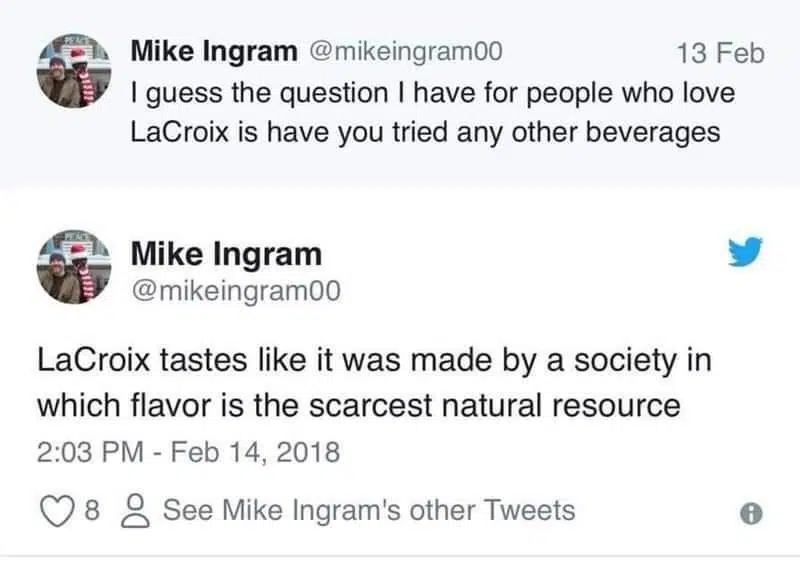 Mike Ingram @mikeingram00 13 Feb
I guess the question I have for people who love
LaCroix is have you tried any other beverages
Mike Ingram
@mikeingram00
LaCroix tastes like it was made by a society in
which flavor is the scarcest natural resource
2:03 PM - Feb 14, 2018
8 See Mike Ingram's other Tweets